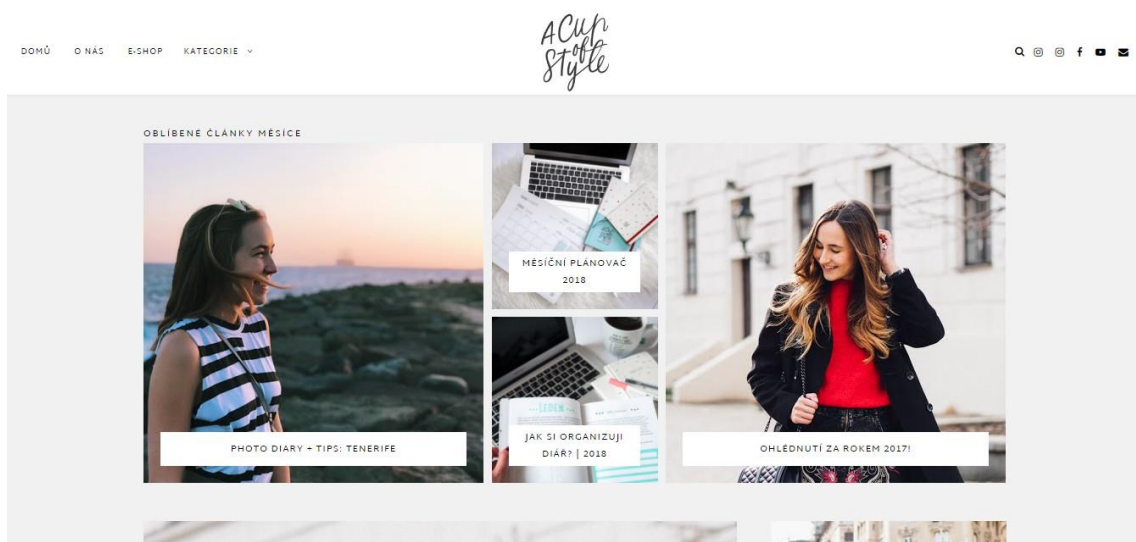 DOMŮ O NÁS E-SHOP KATEGORIE
A Cup
of
Style
OBLÍBENÉ ČLÁNKY MĚSÍCE
PHOTO DIARY + TIPS: TENERIFE
MĚSÍČNÍ PLÁNOVAČ
2018
LEDEN
JAK SI ORGANIZUJI
DIÁŘ? | 2018
OHLÉDNUTÍ ZA ROKEM 2017!